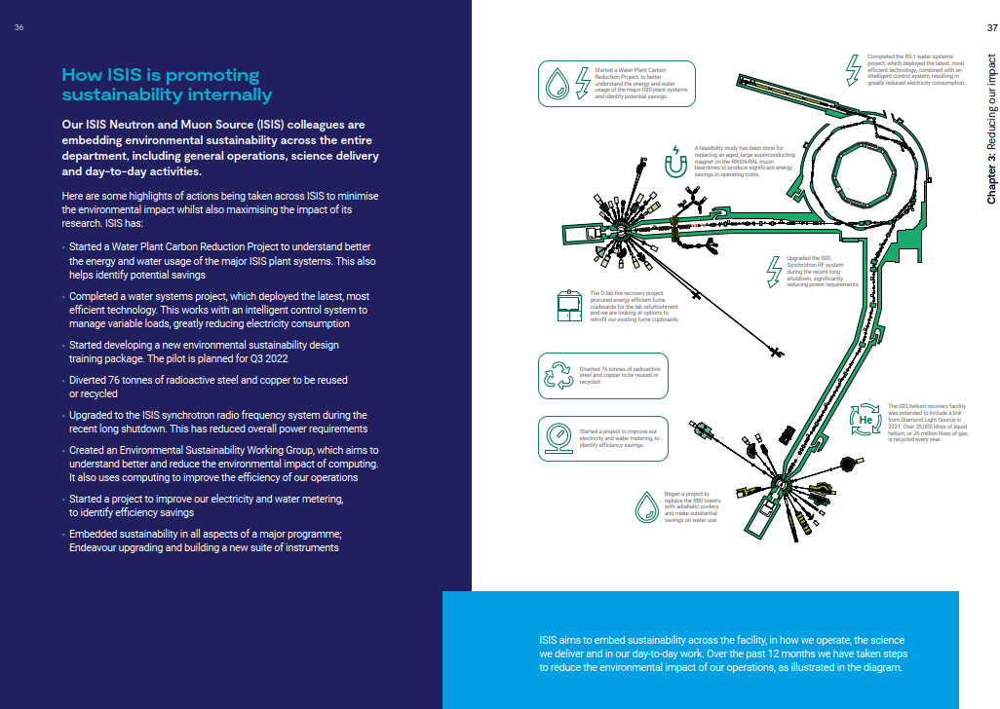 36
How ISIS is promoting
sustainability internally
Our ISIS Neutron and Muon Source (ISIS) colleagues are
embedding environmental sustainability across the entire
department, including general operations, science delivery
and day-to-day activities.
Here are some highlights of actions being taken across ISIS to minimise
the environmental impact whilst also maximising the impact of its
research. ISIS has:
• Started a Water Plant Carbon Reduction Project to understand better
the energy and water usage of the major ISIS plant systems. This also
helps identify potential savings
• Completed a water systems project, which deployed the latest, most
efficient technology. This works with an intelligent control system to
manage variable loads, greatly reducing electricity consumption
• Started developing a new environmental sustainability design
training package. The pilot is planned for Q3 2022
• Diverted 76 tonnes of radioactive steel and copper to be reused
or recycled
• Upgraded to the ISIS synchrotron radio frequency system during the
recent long shutdown. This has reduced overall power requirements
• Created an Environmental Sustainability Working Group, which aims to
understand better and reduce the environmental impact of computing.
It also uses computing to improve the efficiency of our operations
• Started a project to improve our electricity and water metering,
to identify efficiency savings
• Embedded sustainability in all aspects of a major programme;
Endeavour upgrading and building a new suite of instruments
37
Chapter 3: Reducing our impact
Started a Water Plant Carbon
Reduction Project, to better
understand the energy and water
usage of the major ISIS plant systems
and identify potential savings.
Completed the R5.1 water systems
project, which deployed the latest, most
efficient technology, combined with an
intelligent control system, resulting in
greatly reduced electricity consumption.
A feasibility study has been done for
replacing an aged, large superconducting
magnet on the RIKEN-RAL muon
beamlines to produce significant energy
savings in operating costs.
Upgraded the ISIS
Synchrotron RF system
during the recent long
shutdown, significantly
reducing power requirements.
The D-lab fire recovery project
procured energy efficient fume
cupboards for the lab refurbishment
and we are looking at options to
retrofit our existing fume cupboards.
Diverted 76 tonnes of radioactive
steel and copper to be reused or
recycled.
He
The ISIS helium recovery facility
was extended to include a link
from Diamond Light Source in
2021. Over 35,000 litres of liquid
helium, or 26 million litres of gas,
is recycled every year.
Started a project to improve our
electricity and water metering, to
identify efficiency savings.
Began a project to
replace the R80 towers
with adiabatic coolers
and make substantial
savings on water use.
ISIS aims to embed sustainability across the facility, in how we operate, the science
we deliver and in our day-to-day work. Over the past 12 months we have taken steps
to reduce the environmental impact of our operations, as illustrated in the diagram.